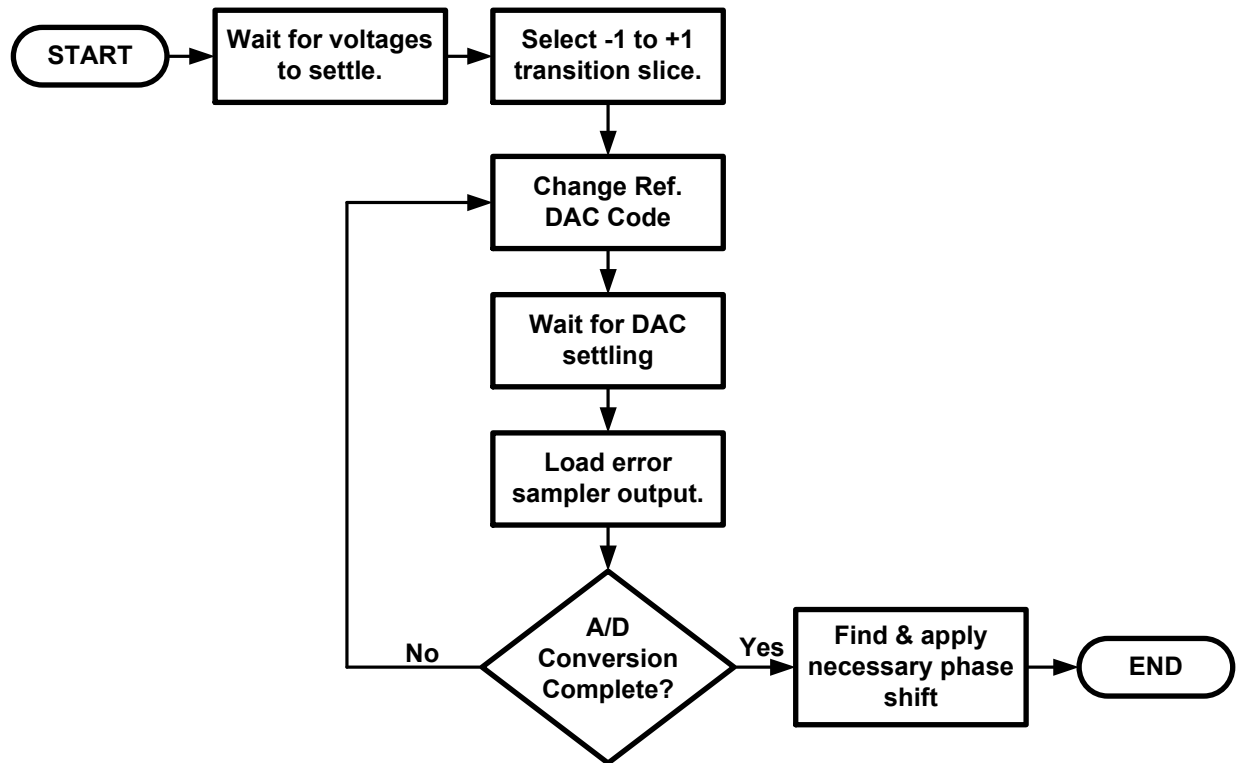 START
Wait for voltages
to settle.
Select -1 to +1
transition slice.
Change Ref.
DAC Code
Wait for DAC
settling
Load error
sampler output.
A/D
Conversion
Complete?
No
Yes
Find & apply
necessary phase
shift
END